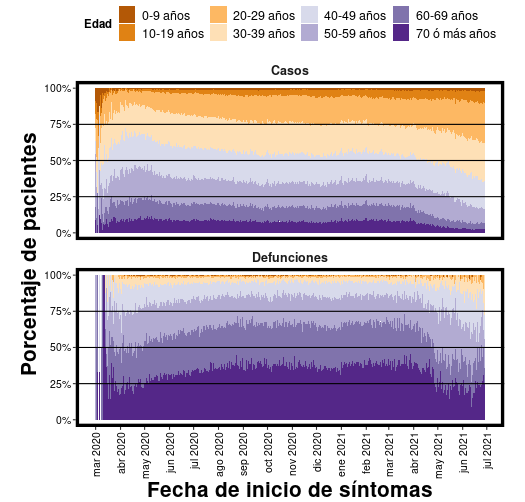 Edad
0-9 años 20-29 años 40-49 años 60-69 años
10-19 años 30-39 años 50-59 años 70 ó más años
Casos
100%
75%
50%
25%
0%
Defunciones
100%
75%
50%
25%
0%
Porcentaje de pacientes
mar 2020 abr 2020 may 2020 jun 2020 jul 2020 ago 2020 sep 2020 oct 2020 nov 2020 dic 2020 ene 2021 feb 2021 mar 2021 abr 2021 may 2021 jun 2021 jul 2021
Fecha de inicio de síntomas